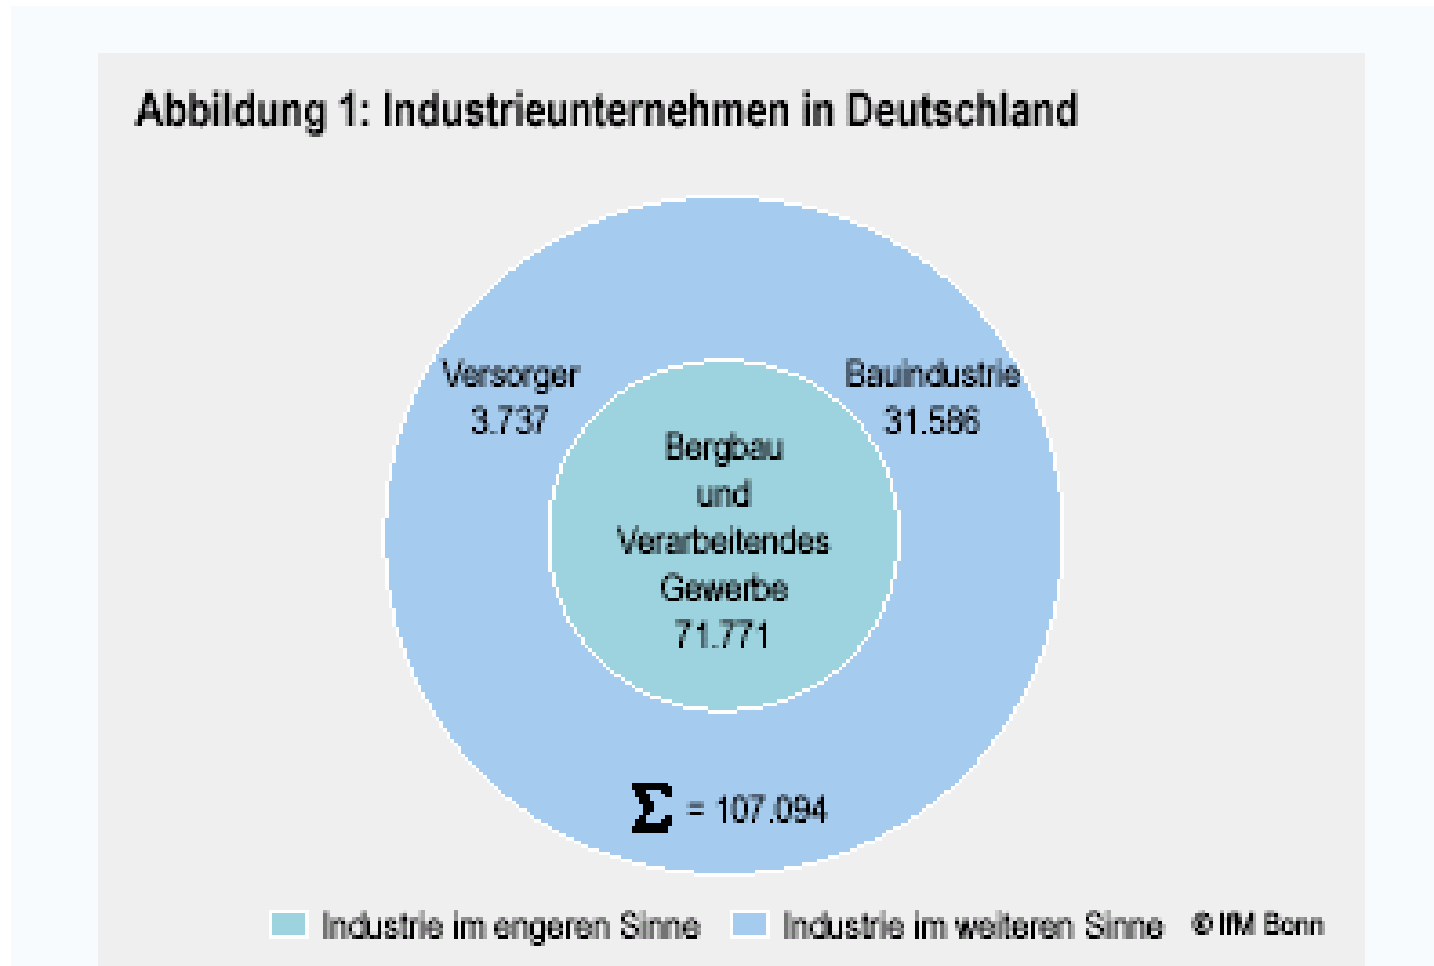 Abbildung 1: Industrieunternehmen in Deutschland
Versorger
3.737
Bauindustrie
31.586
Bergbau
und
Verarbeitendes
Gewerbe
71.771
Σ = 107.094
Industrie im engeren Sinne
Industrie im weiteren Sinne
© IfM Bonn